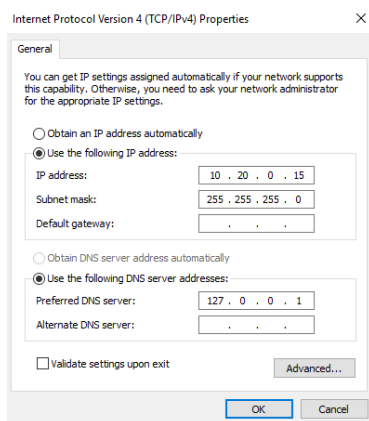 Internet Protocol Version 4 (TCP/IPv4) Properties
General
You can get IP settings assigned automatically if your network supports
this capability. Otherwise, you need to ask your network administrator
for the appropriate IP settings.
Obtain an IP address automatically
Use the following IP address:
IP address: 10 . 20 . 0 . 15
Subnet mask: 255 . 255 . 255 . 0
Default gateway: . . .
Obtain DNS server address automatically
Use the following DNS server addresses:
Preferred DNS server: 127 . 0 . 0 . 1
Alternate DNS server: . . .
Validate settings upon exit
Advanced...
OK Cancel